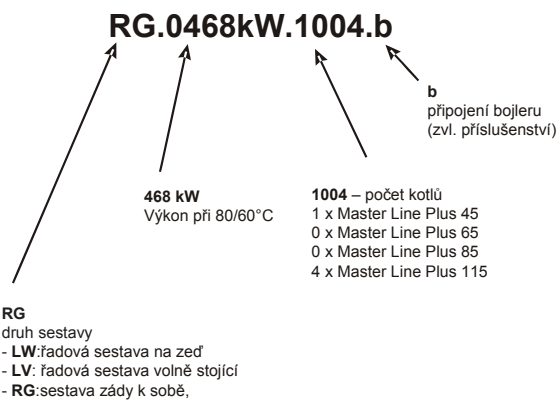 RG.0468kW.1004.b
b
připojení bojleru
(zvl. příslušenství)
468 kW
Výkon při 80/60°C
1004 – počet kotlů
1 x Master Line Plus 45
0 x Master Line Plus 65
0 x Master Line Plus 85
4 x Master Line Plus 115
RG
druh sestavy
- LW:řadová sestava na zeď
- LV: řadová sestava volně stojící
- RG:sestava zády k sobě,